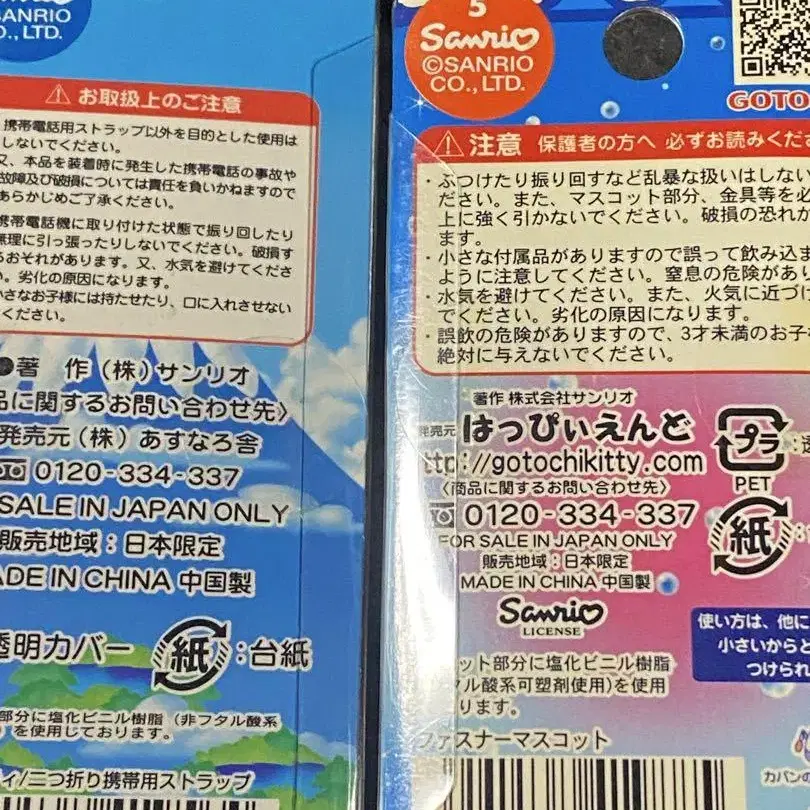 SANRIO
CO., LTD.
⚠お取扱上のご注意
携帯電話用ストラップ以外を目的とした使用は
しないでください。
又、本品を装着時に発生した携帯電話の事故や
故障及び破損については責任を負いかねますので
あらかじめご了承ください。
携帯電話機に取り付けた状態で振り回したり
無理に引っ張ったりしないでください。破損す
るおそれがあります。又、水気を避けてくださ
い。劣化の原因になります。
小さなお子様には持たせたり、口に入れさせない
ください。
●著 作(株)サンリオ
品に関するお問い合わせ先〉
発売元(株)あすなろ舎
0120-334-337
SALE IN JAPAN ONLY
販売地域:日本限定
MADE IN CHINA 中国製
透明カバー 紙:台紙
部分に塩化ビニル樹脂(非フタル酸系
を使用しております。
ィ/二つ折り携帯用ストラップ
5
Sanrio
©SANRIO
CO., LTD.
GOTO
⚠注意 保護者の方へ 必ずお読みくだ
・ぶつけたり振り回すなど乱暴な扱いはしない
ださい。また、マスコット部分、金具等を必
上に強く引かないでください。破損の恐れが
ます。
・小さな付属品がありますので誤って飲み込ま
ように注意してください。窒息の危険があり
・水気を避けてください。また、火気に近づけ
でください。劣化の原因になります。
・誤飲の危険がありますので、3才未満のお子
絶対に与えないでください。
著作 株式会社サンリオ
発売元 はっぴぃえんど
ttp://gotochikitty.com
〈商品に関するお問い合わせ先〉
0120-334-337
FOR SALE IN JAPAN ONLY
販売地域:日本限定
MADE IN CHINA 中国製
Sanrio
LICENSE
プラ
PET
紙
使い方は、他に
小さいからと
つけられ
ット部分に塩化ビニル樹脂
タル酸系可塑剤使用)を使用
ります。
ファスナーマスコット
カバンの